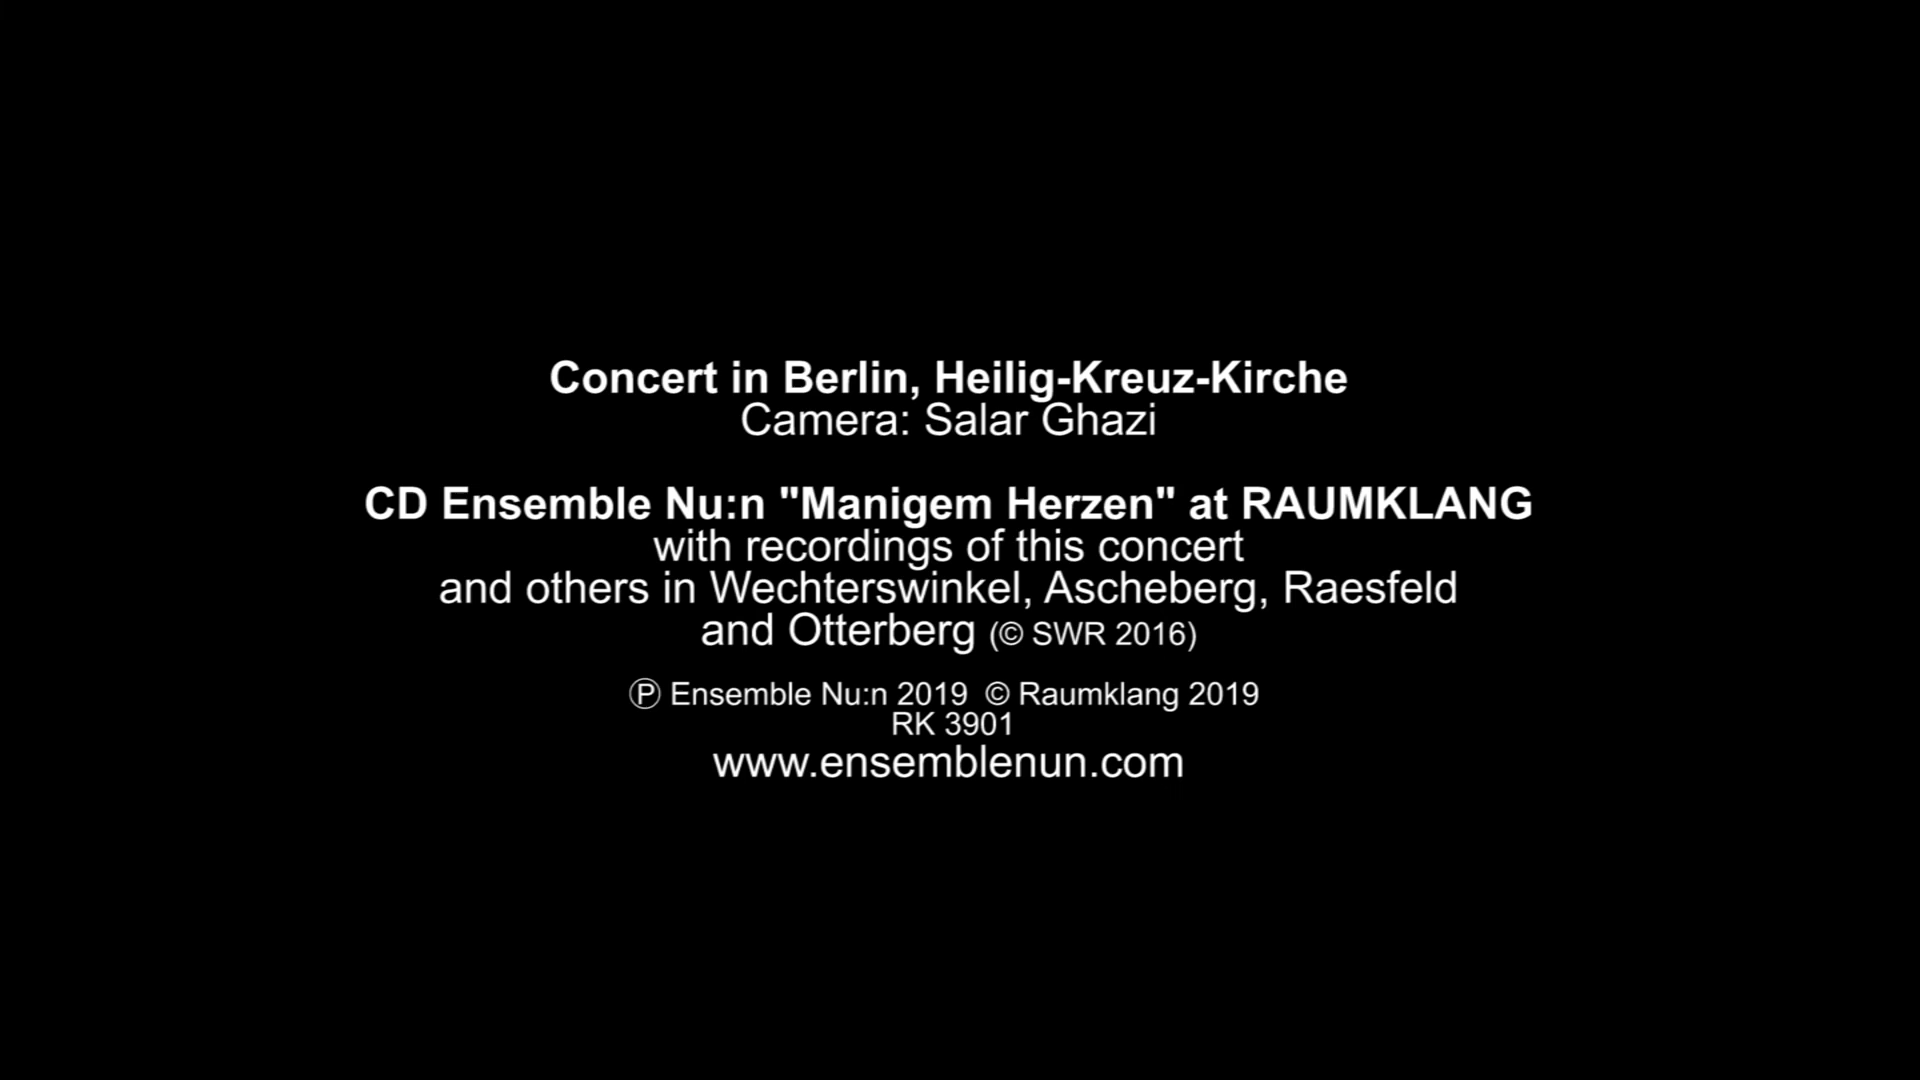 Concert in Berlin, Heilig-Kreuz-Kirche
Camera: Salar Ghazi
CD Ensemble Nu:n "Manigem Herzen" at RAUMKLANG
with recordings of this concert
and others in Wechterswinkel, Ascheberg, Raesfeld
and Otterberg (© SWR 2016)
Ⓟ Ensemble Nu:n 2019 © Raumklang 2019
RK 3901
www.ensemblenun.com